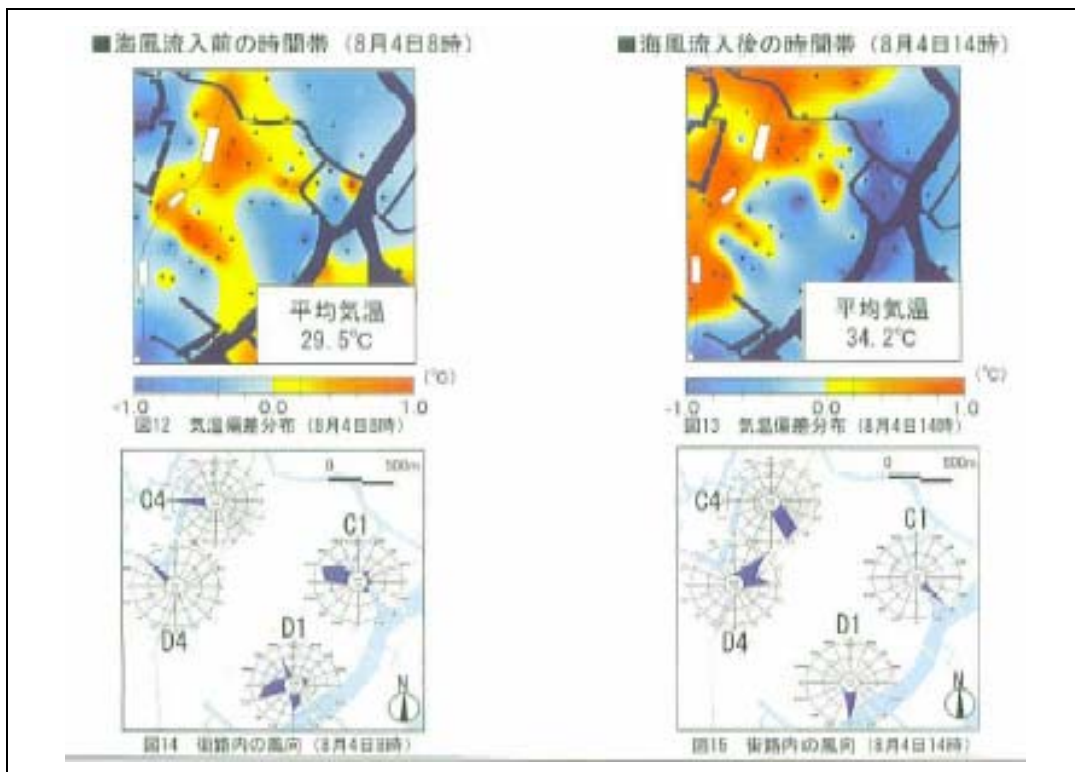 ■海風流入前の時間帯 (8月4日8時)
平均気温
29.5℃
(℃)
-1.0 0.0 1.0
図12 気温偏差分布 (8月4日8時)
■海風流入後の時間帯 (8月4日14時)
平均気温
34.2℃
(℃)
-1.0 0.0 1.0
図13 気温偏差分布 (8月4日14時)
0 500m
C4
C1
D4
D1
N
図14 街路内の風向 (8月4日8時)
0 500m
C4
C1
D4
D1
N
図15 街路内の風向 (8月4日14時)